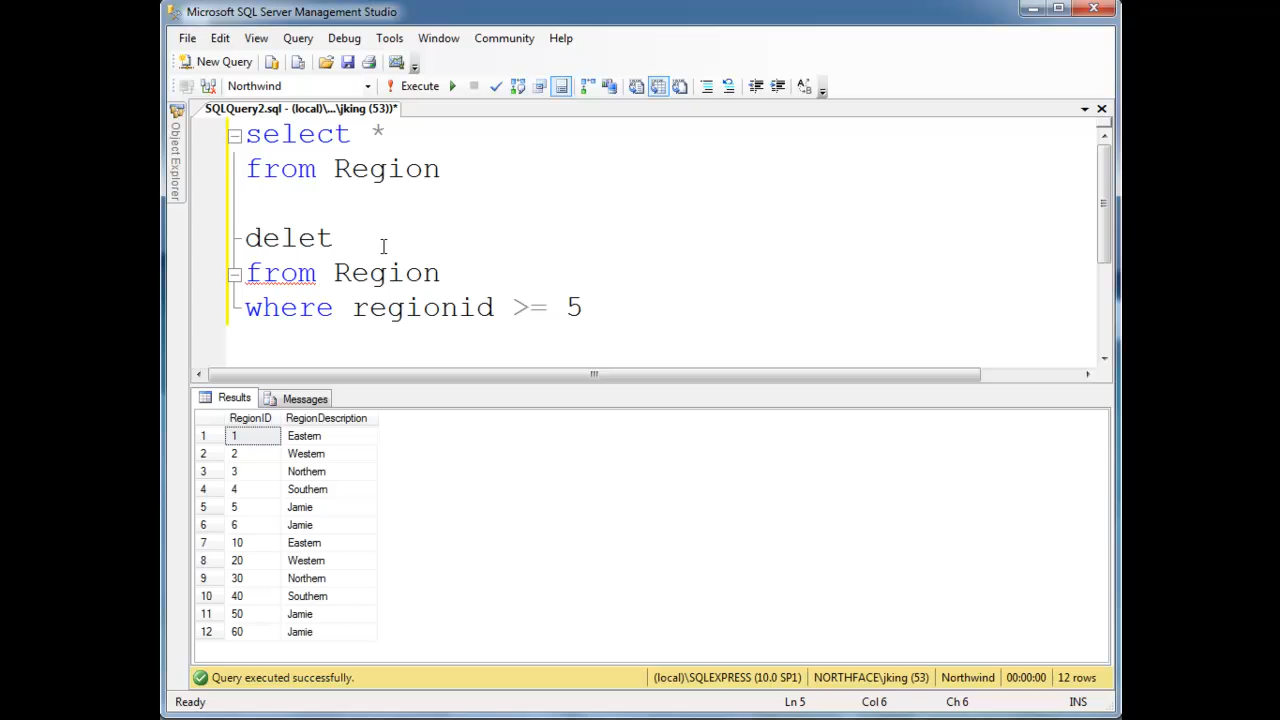 Microsoft SQL Server Management Studio
File Edit View Query Debug Tools Window Community Help
New Query
Northwind Execute
SQLQuery2.sql - (local)\...\jking (53))*
Object Explorer
select *
from Region
delet
from Region
where regionid >= 5
Results Messages
RegionID RegionDescription
1 1 Eastern
2 2 Western
3 3 Northern
4 4 Southern
5 5 Jamie
6 6 Jamie
7 10 Eastern
8 20 Western
9 30 Northern
10 40 Southern
11 50 Jamie
12 60 Jamie
Query executed successfully. (local)\SQLEXPRESS (10.0 SP1) NORTHFACE\jking (53) Northwind 00:00:00 12 rows
Ready Ln 5 Col 6 Ch 6 INS